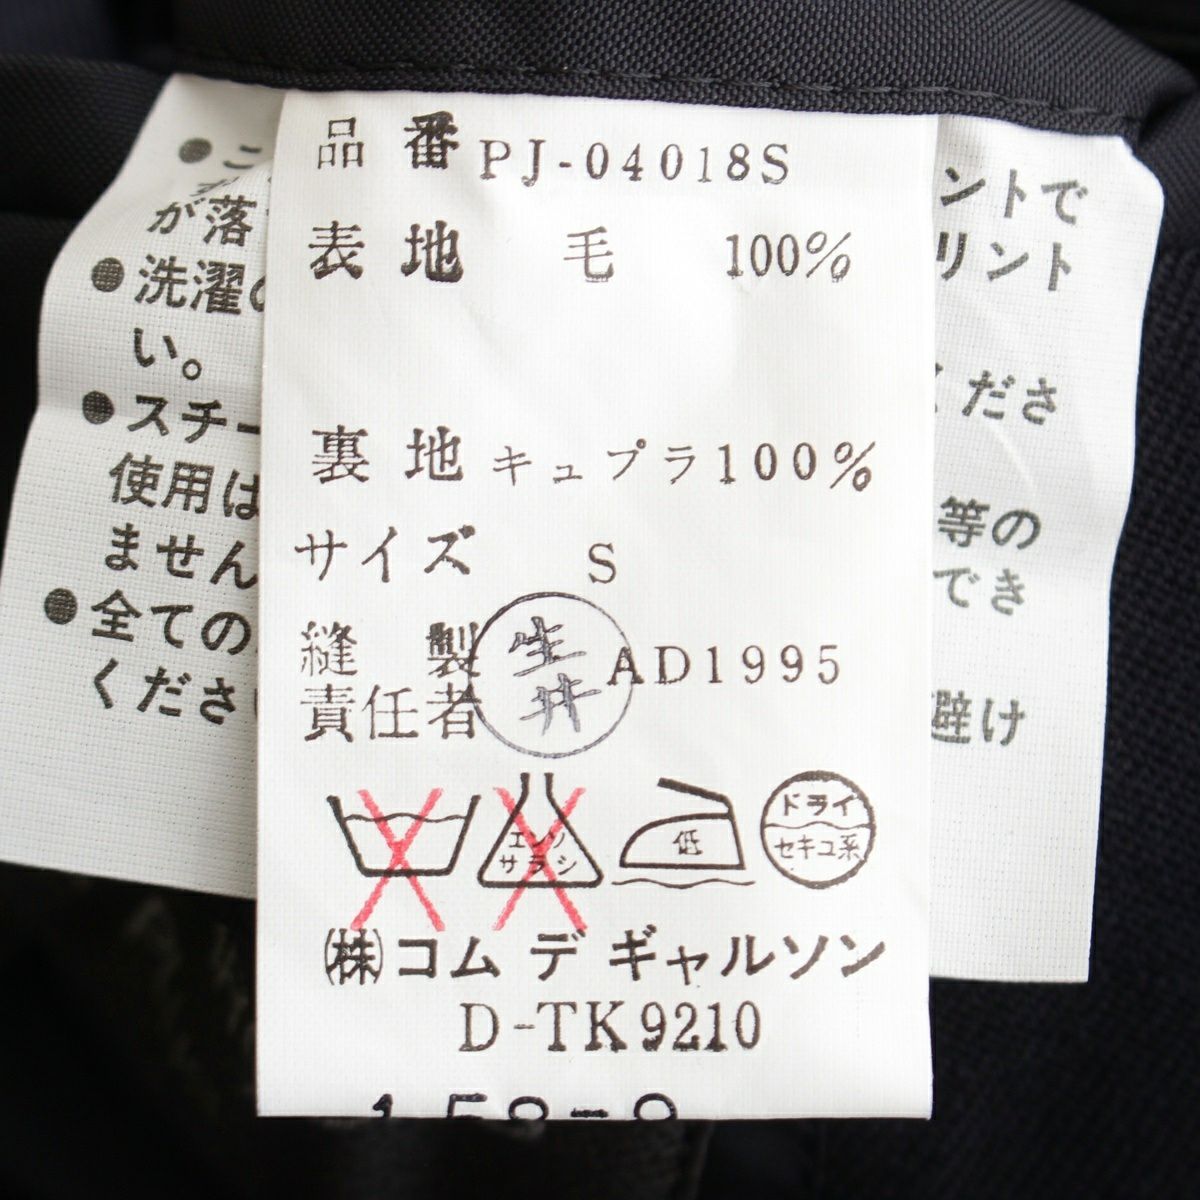 品番 PJ-04018S
表地 毛 100%
裏地 キュプラ100%
サイズ S
縫製
責任者
生井
AD1995
エンソ
サラシ
低
ドライ
セキユ系
㈱コム デ ギャルソン
D-TK9210
● こ
が落
● 洗濯の
い。
● スチー
使用は
ません
● 全ての
くださ
ントで
リント
くださ
等の
でき
避け